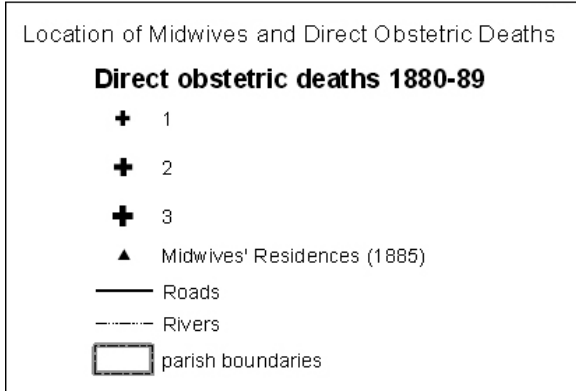 Location of Midwives and Direct Obstetric Deaths
Direct obstetric deaths 1880-89
1
2
3
Midwives' Residences (1885)
Roads
Rivers
parish boundaries